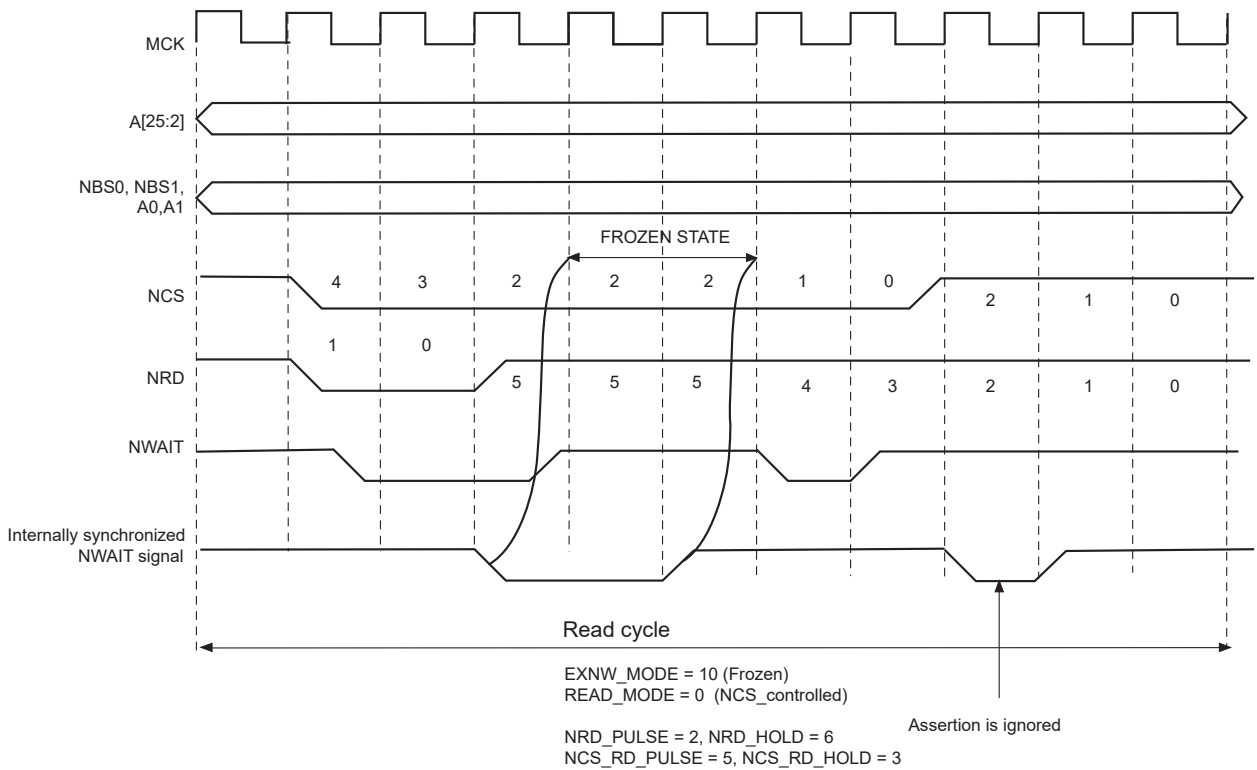 MCK
A[25:2]
NBS0, NBS1,
A0,A1
FROZEN STATE
4 3 2 2 2 1 0
NCS
2 1 0
1 0
NRD
5 5 5 4 3 2 1 0
NWAIT
Internally synchronized
NWAIT signal
Read cycle
EXNW_MODE = 10 (Frozen)
READ_MODE = 0 (NCS_controlled)
Assertion is ignored
NRD_PULSE = 2, NRD_HOLD = 6
NCS_RD_PULSE = 5, NCS_RD_HOLD = 3